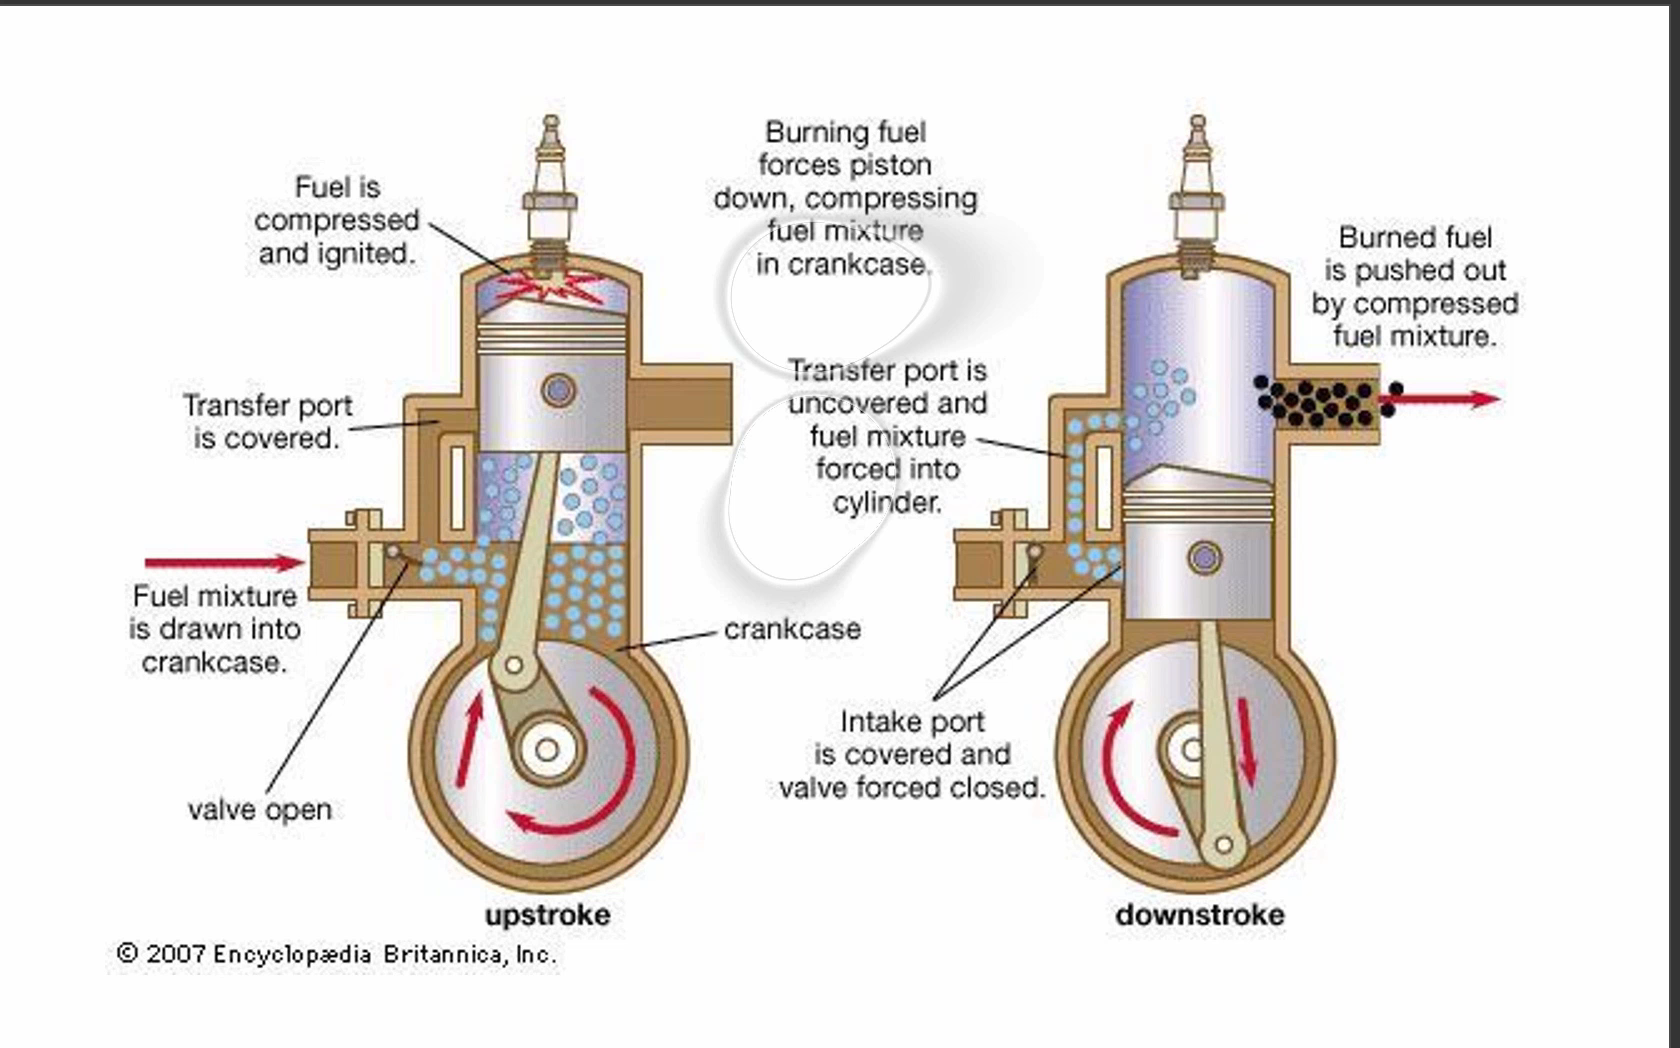 Fuel is
compressed
and ignited.
Transfer port
is covered.
Fuel mixture
is drawn into
crankcase.
valve open
crankcase
upstroke
Burning fuel
forces piston
down, compressing
fuel mixture
in crankcase.
Transfer port is
uncovered and
fuel mixture
forced into
cylinder.
Intake port
is covered and
valve forced closed.
Burned fuel
is pushed out
by compressed
fuel mixture.
downstroke
© 2007 Encyclopædia Britannica, Inc.